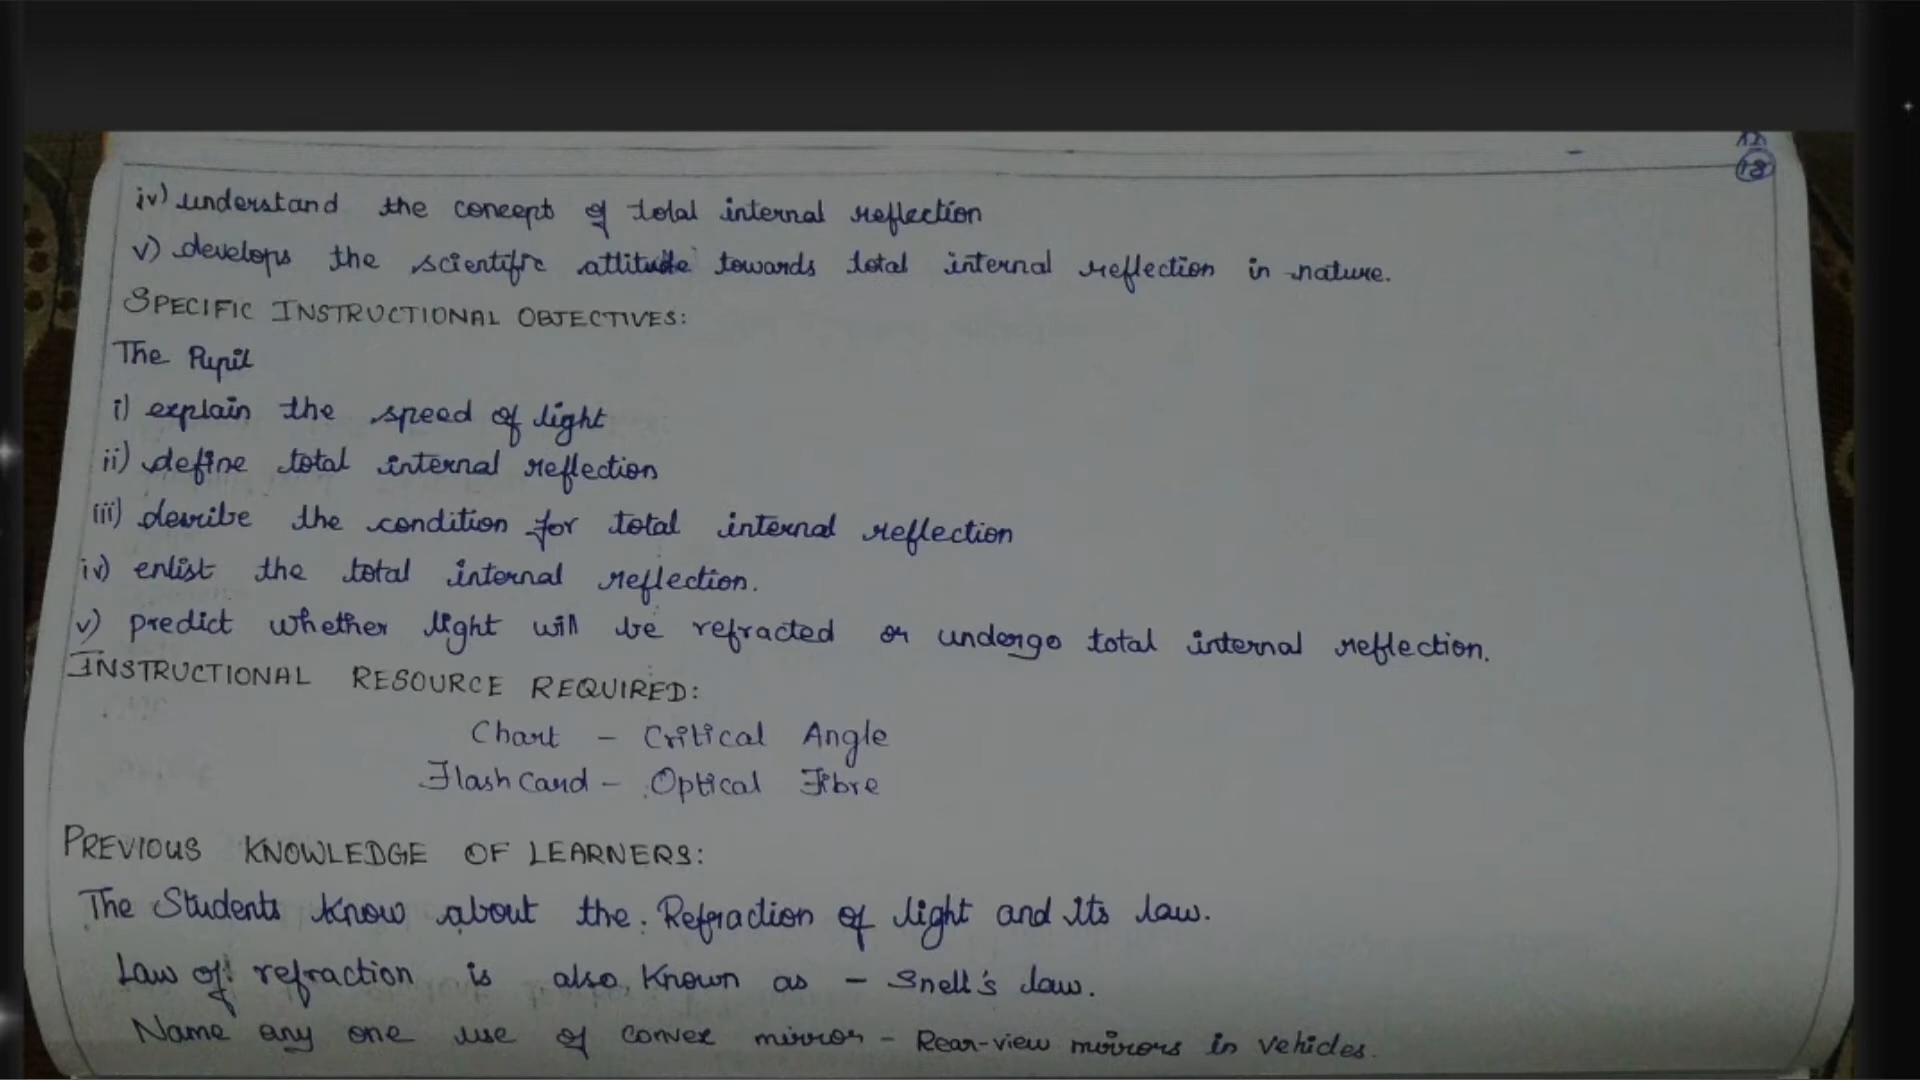 18
iv) understand the concept of total internal reflection
v) develops the scientific attitude towards total internal reflection in nature.
SPECIFIC INSTRUCTIONAL OBJECTIVES:
The Pupil
i) explain the speed of light
ii) define total internal reflection
iii) desribe the condition for total internal reflection
iv) enlist the total internal reflection.
v) predict whether light will be refracted or undergo total internal reflection.
INSTRUCTIONAL RESOURCE REQUIRED:
Chart - Critical Angle
Flash Card - Optical Fibre
PREVIOUS KNOWLEDGE OF LEARNERS:
The Students know about the Refraction of light and its law.
Law of refraction is also known as - Snell's law.
Name any one use of convex mirror - Rear-view mirrors in vehicles.